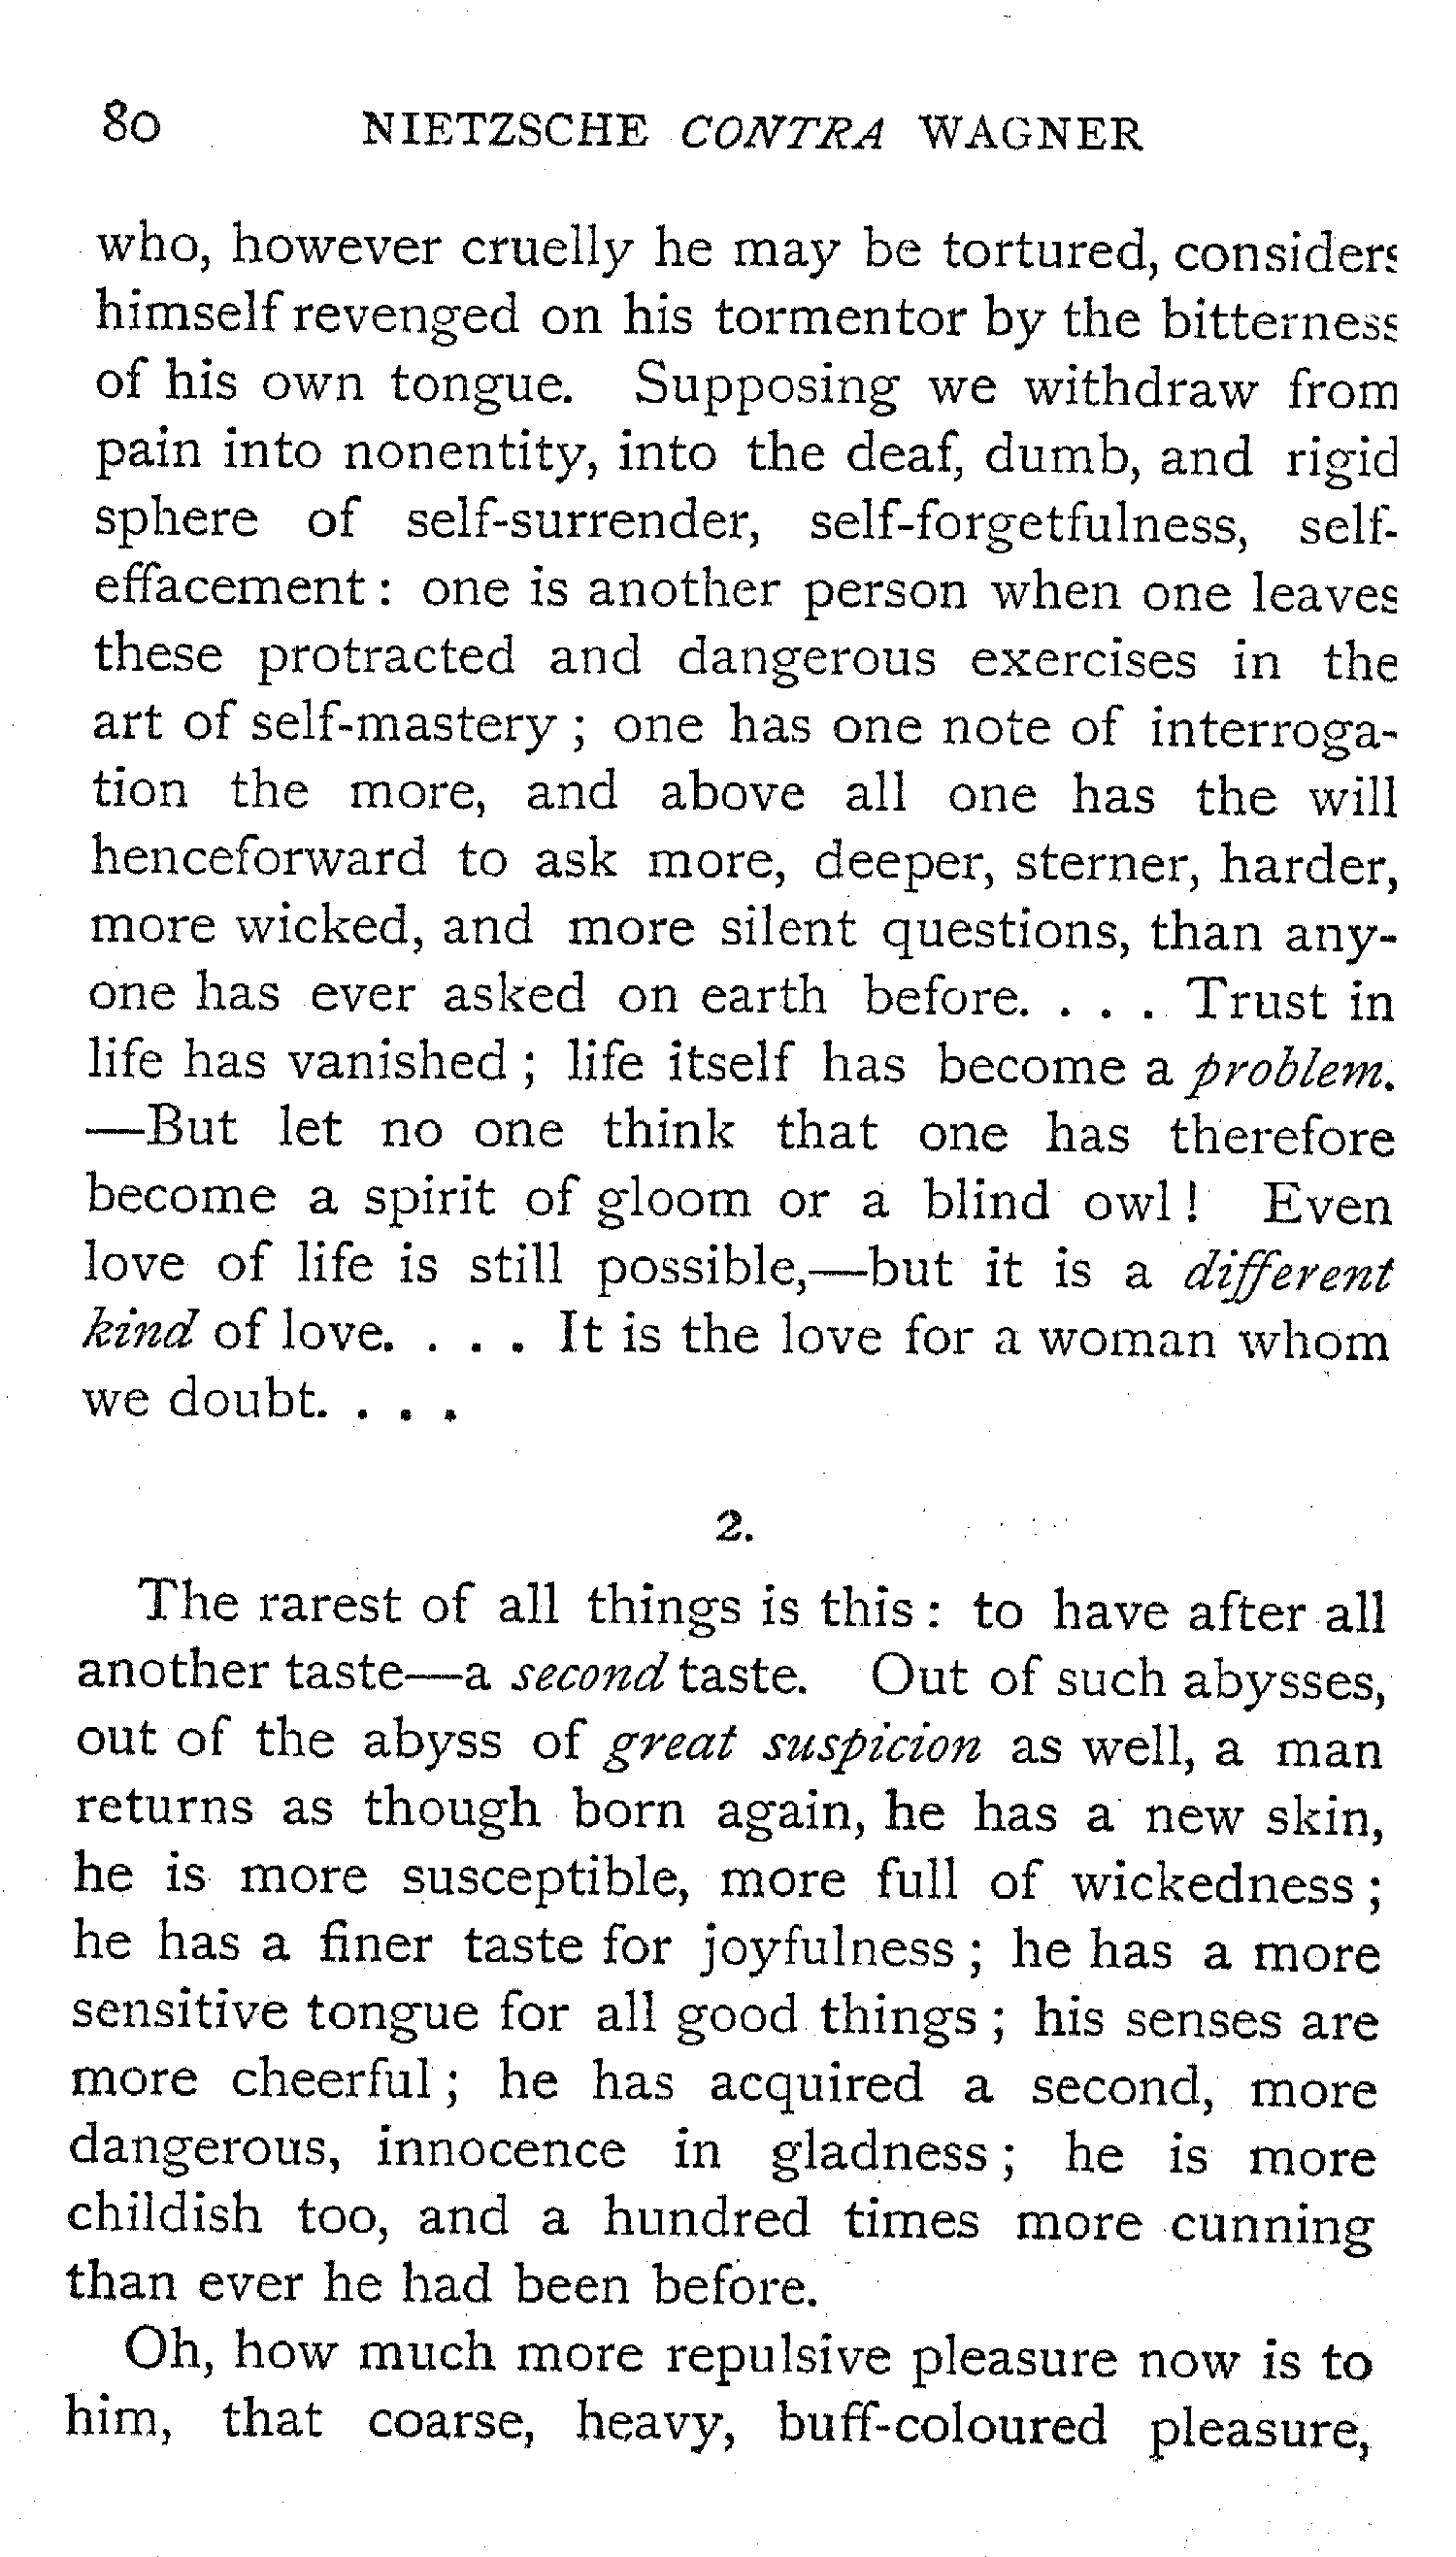 80 NIETZSCHE CONTRA WAGNER
who, however cruelly he may be tortured, considers
himself revenged on his tormentor by the bitterness
of his own tongue. Supposing we withdraw from
pain into nonentity, into the deaf, dumb, and rigid
sphere of self-surrender, self-forgetfulness, self-
effacement : one is another person when one leaves
these protracted and dangerous exercises in the
art of self-mastery ; one has one note of interroga-
tion the more, and above all one has the will
henceforward to ask more, deeper, sterner, harder,
more wicked, and more silent questions, than any-
one has ever asked on earth before. . . . Trust in
life has vanished ; life itself has become a problem.
—But let no one think that one has therefore
become a spirit of gloom or a blind owl ! Even
love of life is still possible,—but it is a different
kind of love. . . . It is the love for a woman whom
we doubt. . . .
2.
The rarest of all things is this : to have after all
another taste—a second taste. Out of such abysses,
out of the abyss of great suspicion as well, a man
returns as though born again, he has a new skin,
he is more susceptible, more full of wickedness ;
he has a finer taste for joyfulness ; he has a more
sensitive tongue for all good things ; his senses are
more cheerful ; he has acquired a second, more
dangerous, innocence in gladness ; he is more
childish too, and a hundred times more cunning
than ever he had been before.
Oh, how much more repulsive pleasure now is to
him, that coarse, heavy, buff-coloured pleasure,